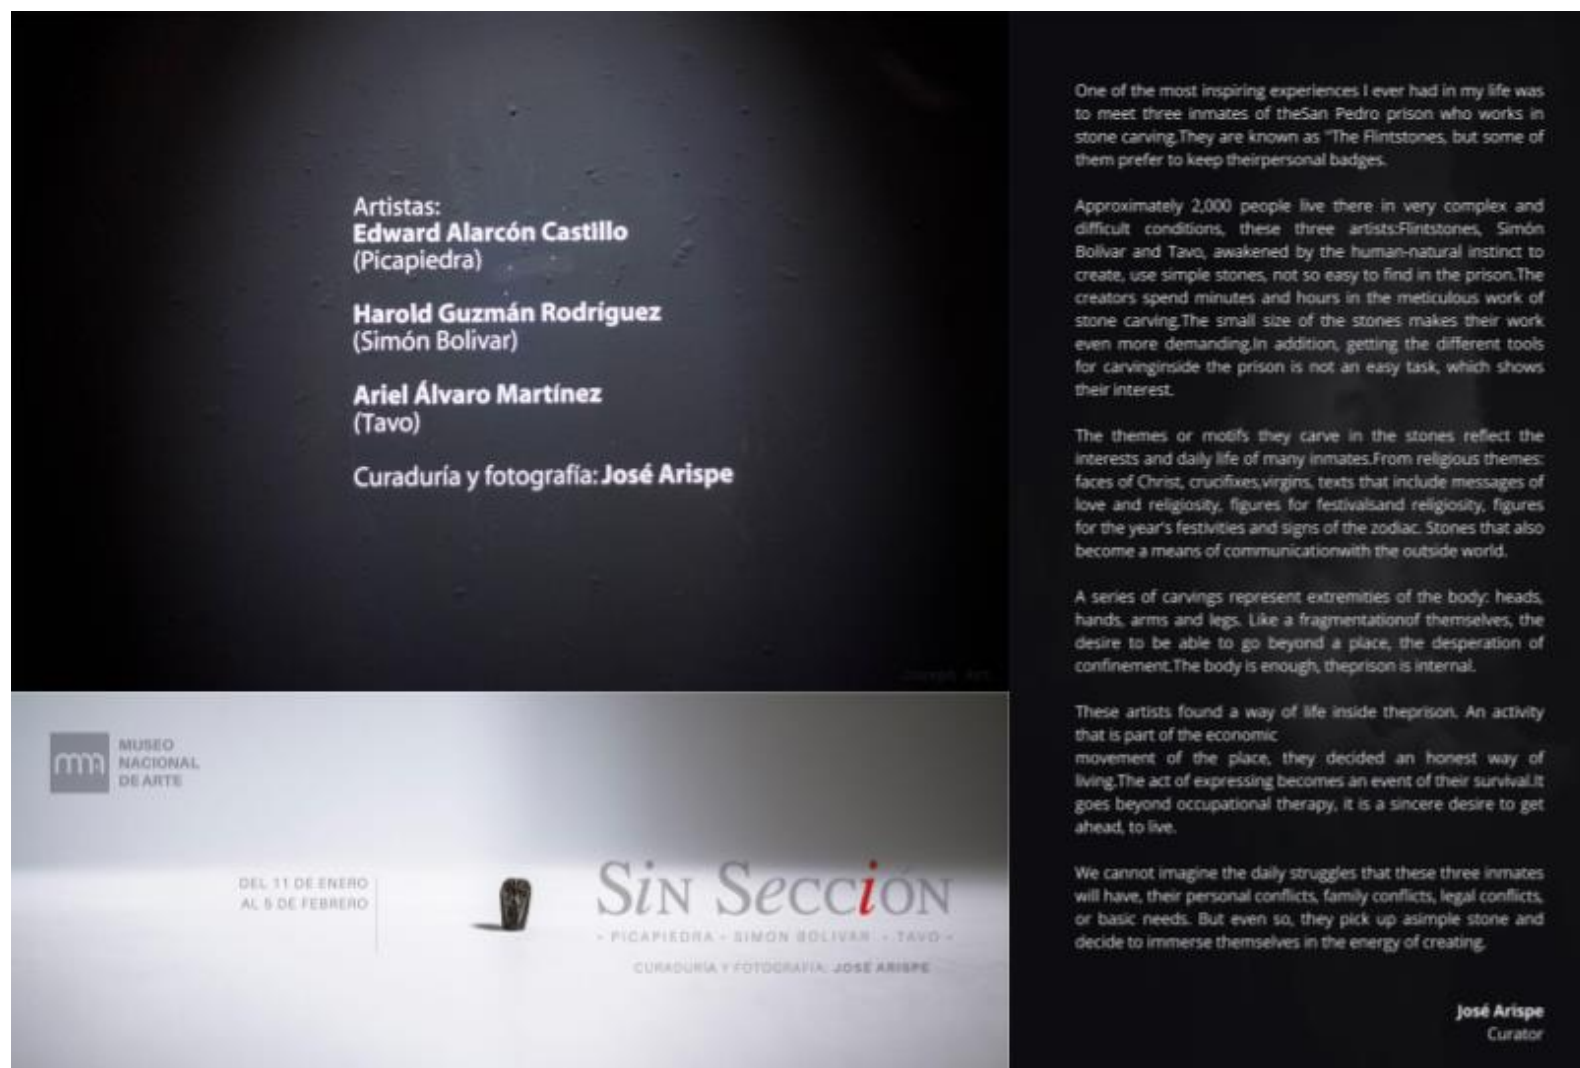 Artistas:
Edward Alarcón Castillo
(Picapiedra)
Harold Guzmán Rodríguez
(Simón Bolivar)
Ariel Álvaro Martínez
(Tavo)
Curaduría y fotografía: José Arispe
MUSEO
NACIONAL
DE ARTE
DEL 11 DE ENERO
AL 5 DE FEBRERO
SiN SeCCiÓN
- PICAPIEDRA - SIMÓN BOLIVAR - TAVO -
CURADURÍA Y FOTOGRAFÍA: JOSÉ ARISPE
One of the most inspiring experiences I ever had in my life was
to meet three inmates of theSan Pedro prison who works in
stone carving.They are known as "The Flintstones, but some of
them prefer to keep theirpersonal badges.
Approximately 2,000 people live there in very complex and
difficult conditions, these three artists:Flintstones, Simón
Bolívar and Tavo, awakened by the human-natural instinct to
create, use simple stones, not so easy to find in the prison.The
creators spend minutes and hours in the meticulous work of
stone carving.The small size of the stones makes their work
even more demanding.In addition, getting the different tools
for carvinginside the prison is not an easy task, which shows
their interest.
The themes or motifs they carve in the stones reflect the
interests and daily life of many inmates.From religious themes:
faces of Christ, crucifixes,virgins, texts that include messages of
love and religiosity, figures for festivalsand religiosity, figures
for the year's festivities and signs of the zodiac. Stones that also
become a means of communicationwith the outside world.
A series of carvings represent extremities of the body: heads,
hands, arms and legs. Like a fragmentationof themselves, the
desire to be able to go beyond a place, the desperation of
confinement.The body is enough, theprison is internal.
These artists found a way of life inside theprison. An activity
that is part of the economic
movement of the place, they decided an honest way of
living.The act of expressing becomes an event of their survival.It
goes beyond occupational therapy, it is a sincere desire to get
ahead, to live.
We cannot imagine the daily struggles that these three inmates
will have, their personal conflicts, family conflicts, legal conflicts,
or basic needs. But even so, they pick up asimple stone and
decide to immerse themselves in the energy of creating.
José Arispe
Curator